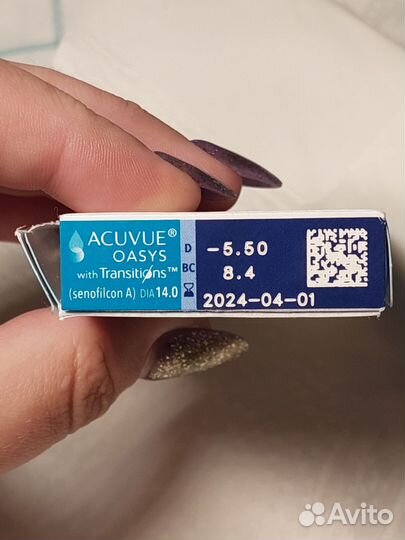 ACUVUE®
OASYS
with Transitions™
(senofilcon A) DIA 14.0
D -5.50
BC 8.4
2024-04-01
Avito